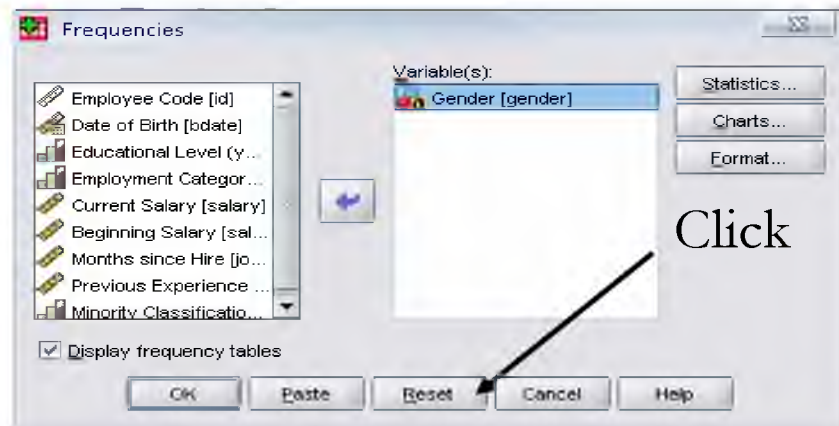 Frequencies
Variable(s):
Employee Code [id]
Date of Birth [bdate]
Educational Level (y...
Employment Categor...
Current Salary [salary]
Beginning Salary [sal...
Months since Hire [jo...
Previous Experience ...
Minority Classificatio...
Gender [gender]
Statistics...
Charts...
Format...
Click
Display frequency tables
OK Paste Reset Cancel Help